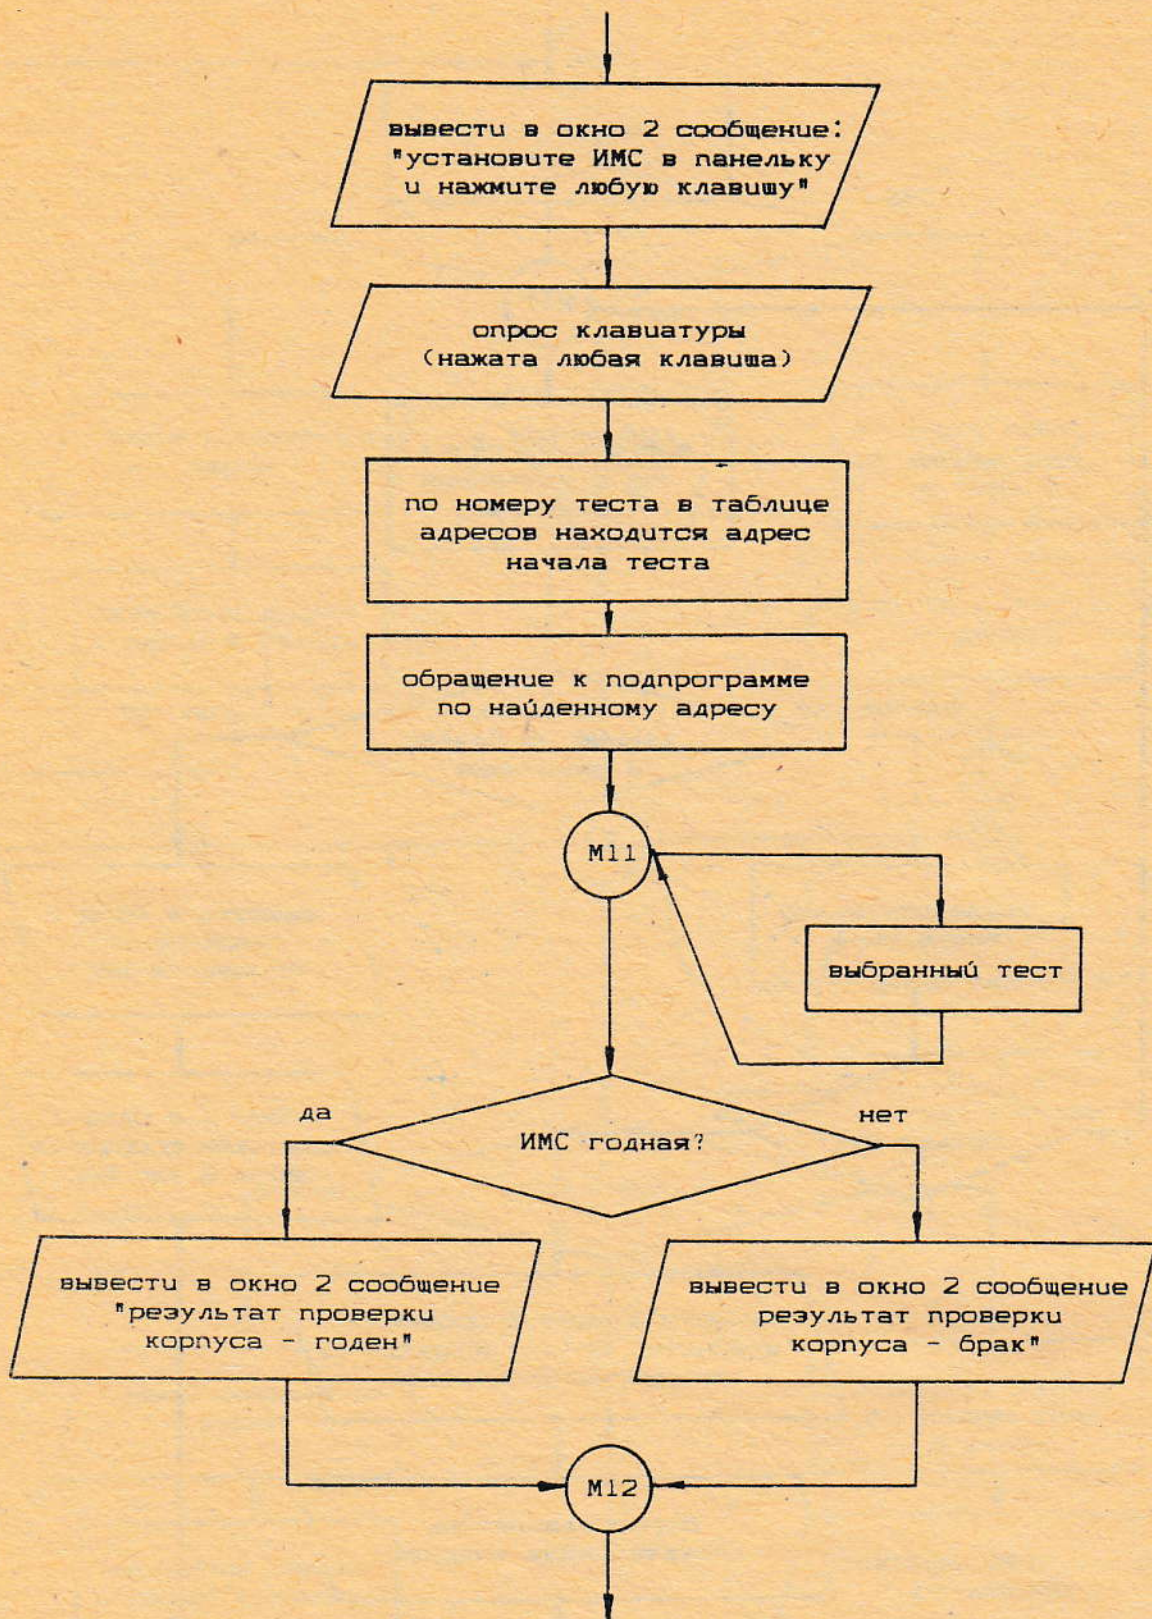 вывести в окно 2 сообщение:
"установите ИМС в панельку
и нажмите любую клавишу"
опрос клавиатуры
(нажата любая клавиша)
по номеру теста в таблице
адресов находится адрес
начала теста
обращение к подпрограмме
по найденному адресу
М11
выбранный тест
да
нет
ИМС годная?
вывести в окно 2 сообщение
"результат проверки
корпуса - годен"
вывести в окно 2 сообщение
результат проверки
корпуса - брак"
М12